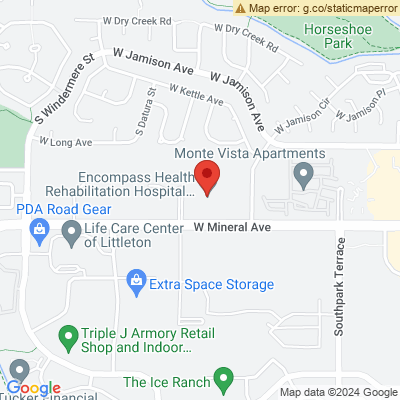 Map error: g.co/staticmaperror
W Dry Creek Rd
W Dry Creek Rd
Horseshoe
Park
S Windermere St
W Jamison Ave
W Jamison Ave
W Kettle Ave
S Datura St
W Jamison Cir
W Jamison Pl
W Long Ave
Monte Vista Apartments
Encompass Health
Rehabilitation Hospital...
PDA Road Gear
Life Care Center
of Littleton
W Mineral Ave
Southpark Terrace
Extra Space Storage
Triple J Armory Retail
Shop and Indoor...
The Ice Ranch
Tucker Financial
Google
Map data ©2024 Google